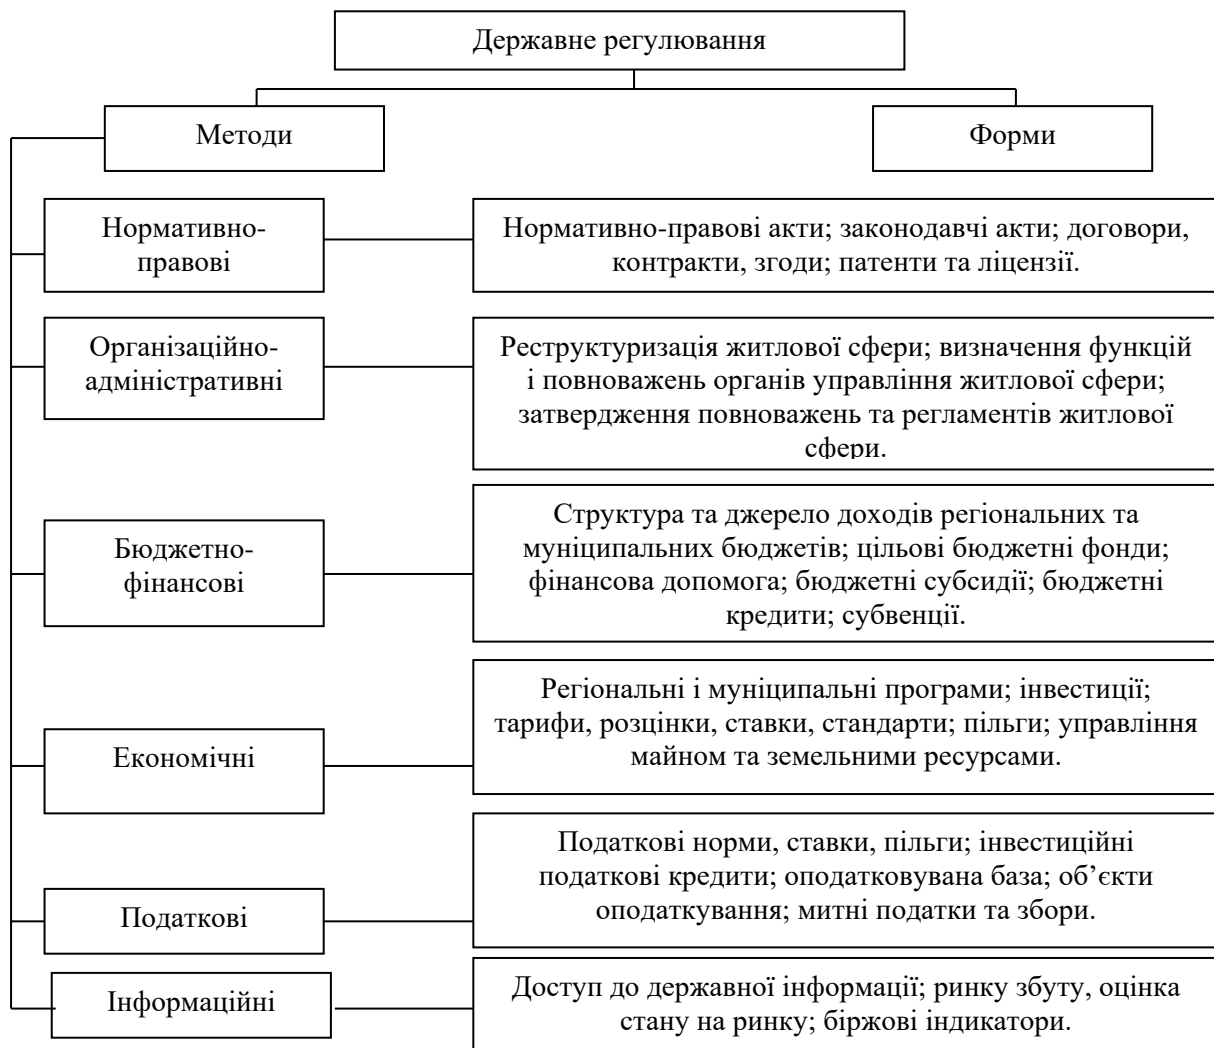 Державне регулювання
Методи
Форми
Нормативно-
правові
Нормативно-правові акти; законодавчі акти; договори,
контракти, згоди; патенти та ліцензії.
Організаційно-
адміністративні
Реструктуризація житлової сфери; визначення функцій
і повноважень органів управління житлової сфери;
затвердження повноважень та регламентів житлової
сфери.
Бюджетно-
фінансові
Структура та джерело доходів регіональних та
муніципальних бюджетів; цільові бюджетні фонди;
фінансова допомога; бюджетні субсидії; бюджетні
кредити; субвенції.
Економічні
Регіональні і муніципальні програми; інвестиції;
тарифи, розцінки, ставки, стандарти; пільги; управління
майном та земельними ресурсами.
Податкові
Податкові норми, ставки, пільги; інвестиційні
податкові кредити; оподатковувана база; об’єкти
оподаткування; митні податки та збори.
Інформаційні
Доступ до державної інформації; ринку збуту, оцінка
стану на ринку; біржові індикатори.